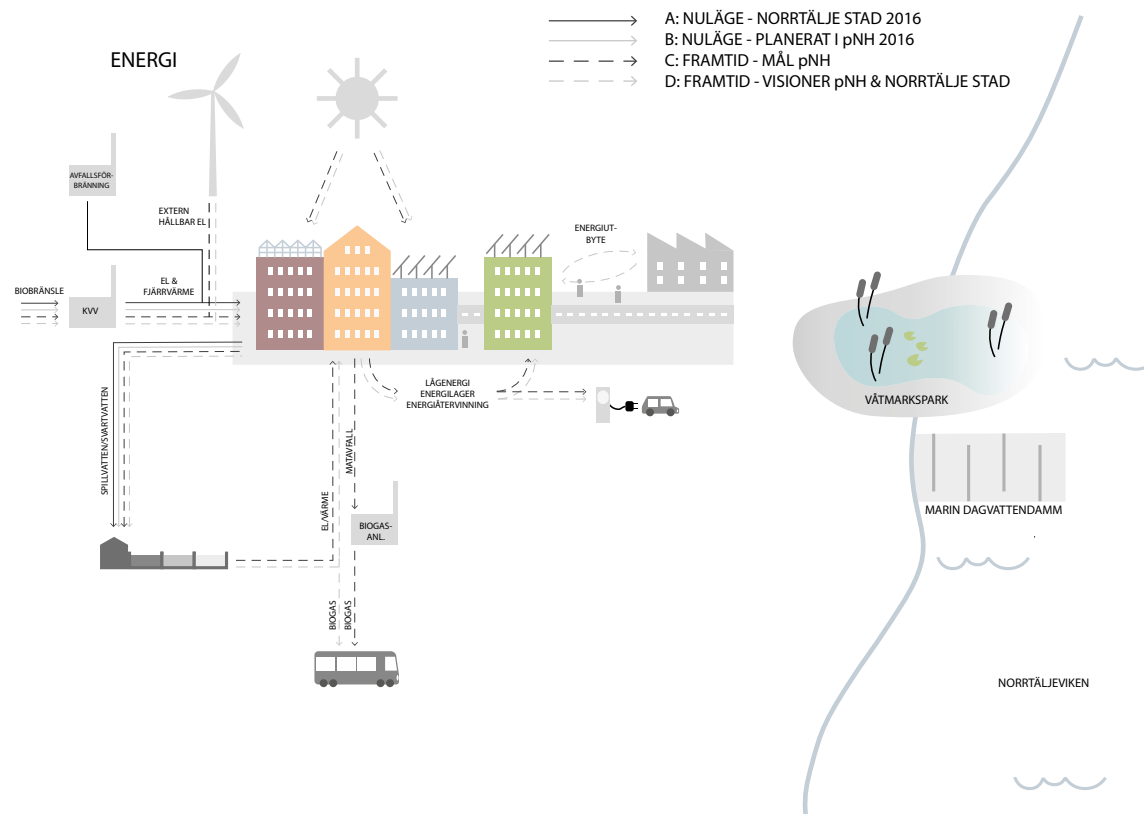 A: NULÄGE - NORRTÄLJE STAD 2016
B: NULÄGE - PLANERAT I pNH 2016
C: FRAMTID - MÅL pNH
D: FRAMTID - VISIONER pNH & NORRTÄLJE STAD
ENERGI
AVFALLSFÖR-
BRÄNNING
EXTERN
HÅLLBAR EL
ENERGIUT-
BYTE
BIOBRÄNSLE
KVV
EL &
FJÄRRVÄRME
LÅGENERGI
ENERGILAGER
ENERGIÅTERVINNING
VÅTMARKSPARK
SPILLVATTEN/SVARTVATTEN
MATAVFALL
EL/VÄRME
BIOGAS-
ANL.
MARIN DAGVATTENDAMM
BIOGAS
BIOGAS
NORRTÄLJEVIKEN